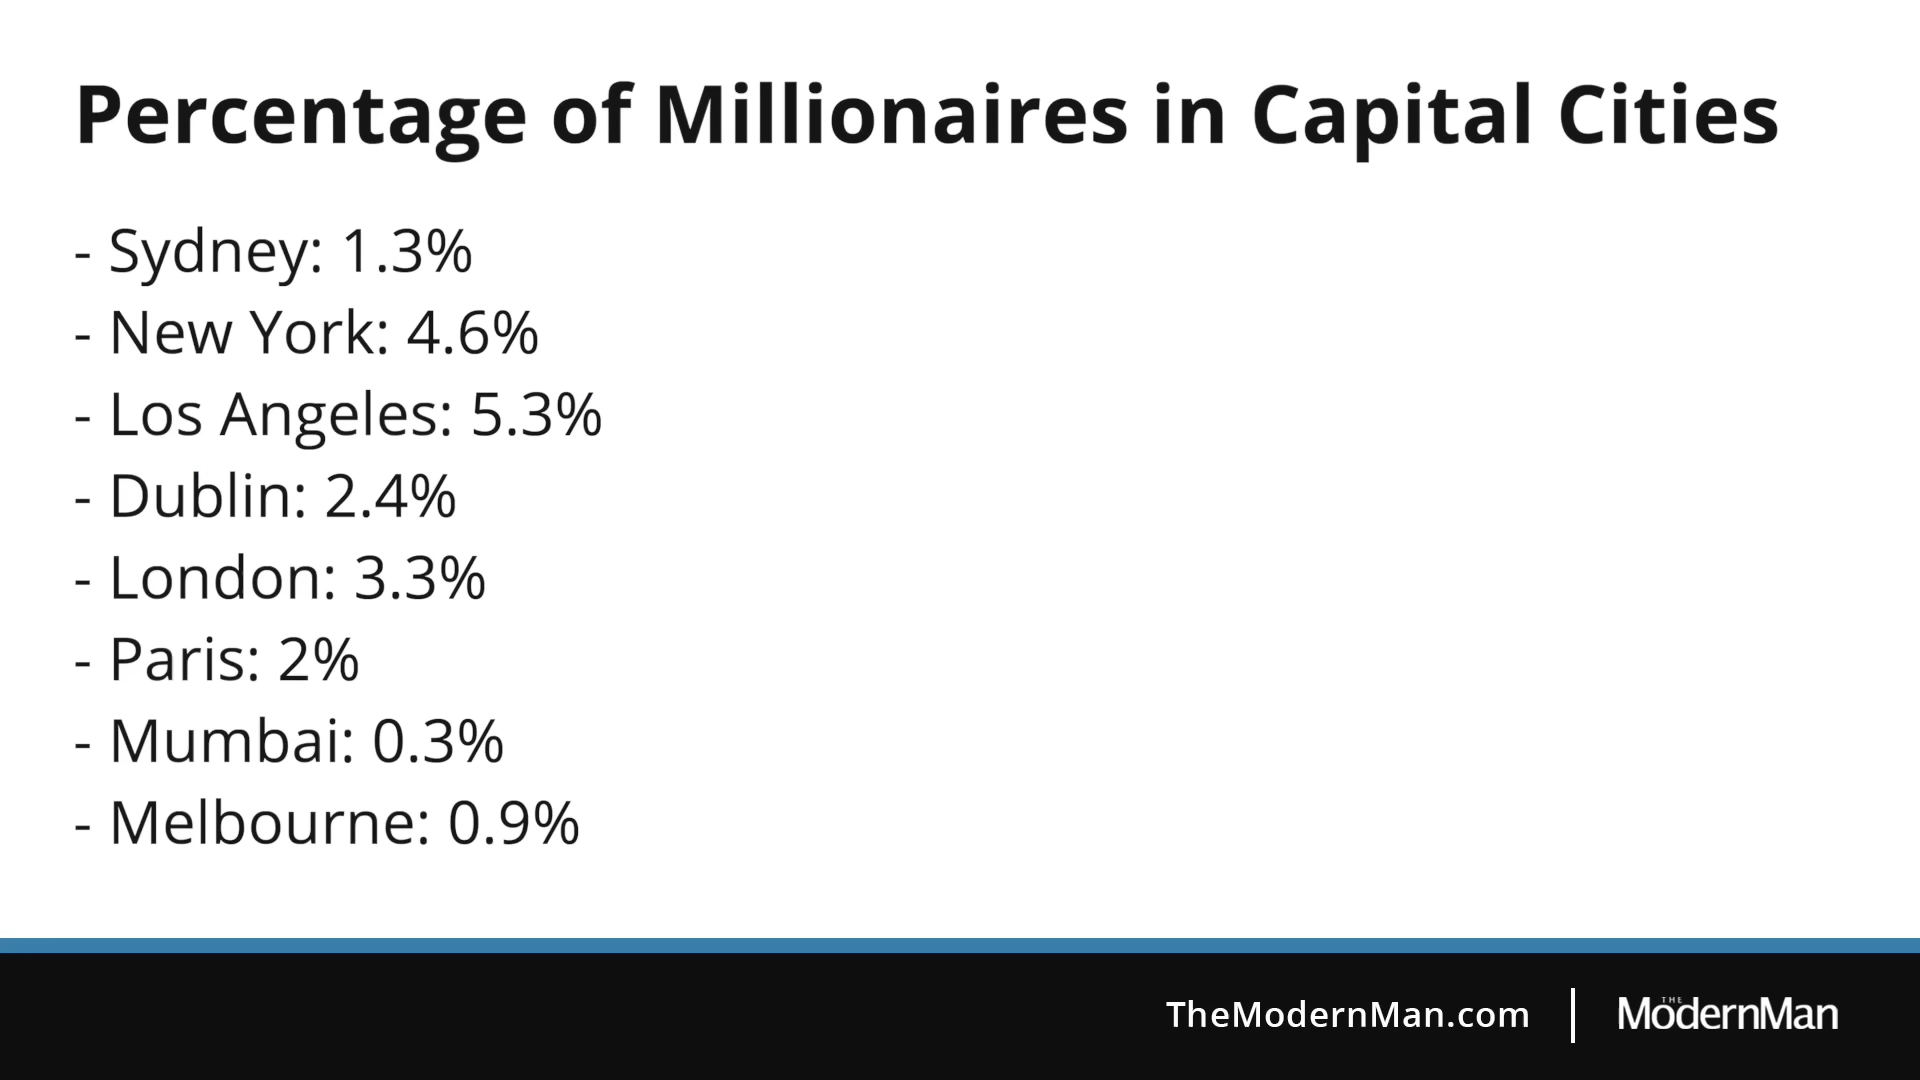 Percentage of Millionaires in Capital Cities
- Sydney: 1.3%
- New York: 4.6%
- Los Angeles: 5.3%
- Dublin: 2.4%
- London: 3.3%
- Paris: 2%
- Mumbai: 0.3%
- Melbourne: 0.9%
TheModernMan.com
THE
ModernMan